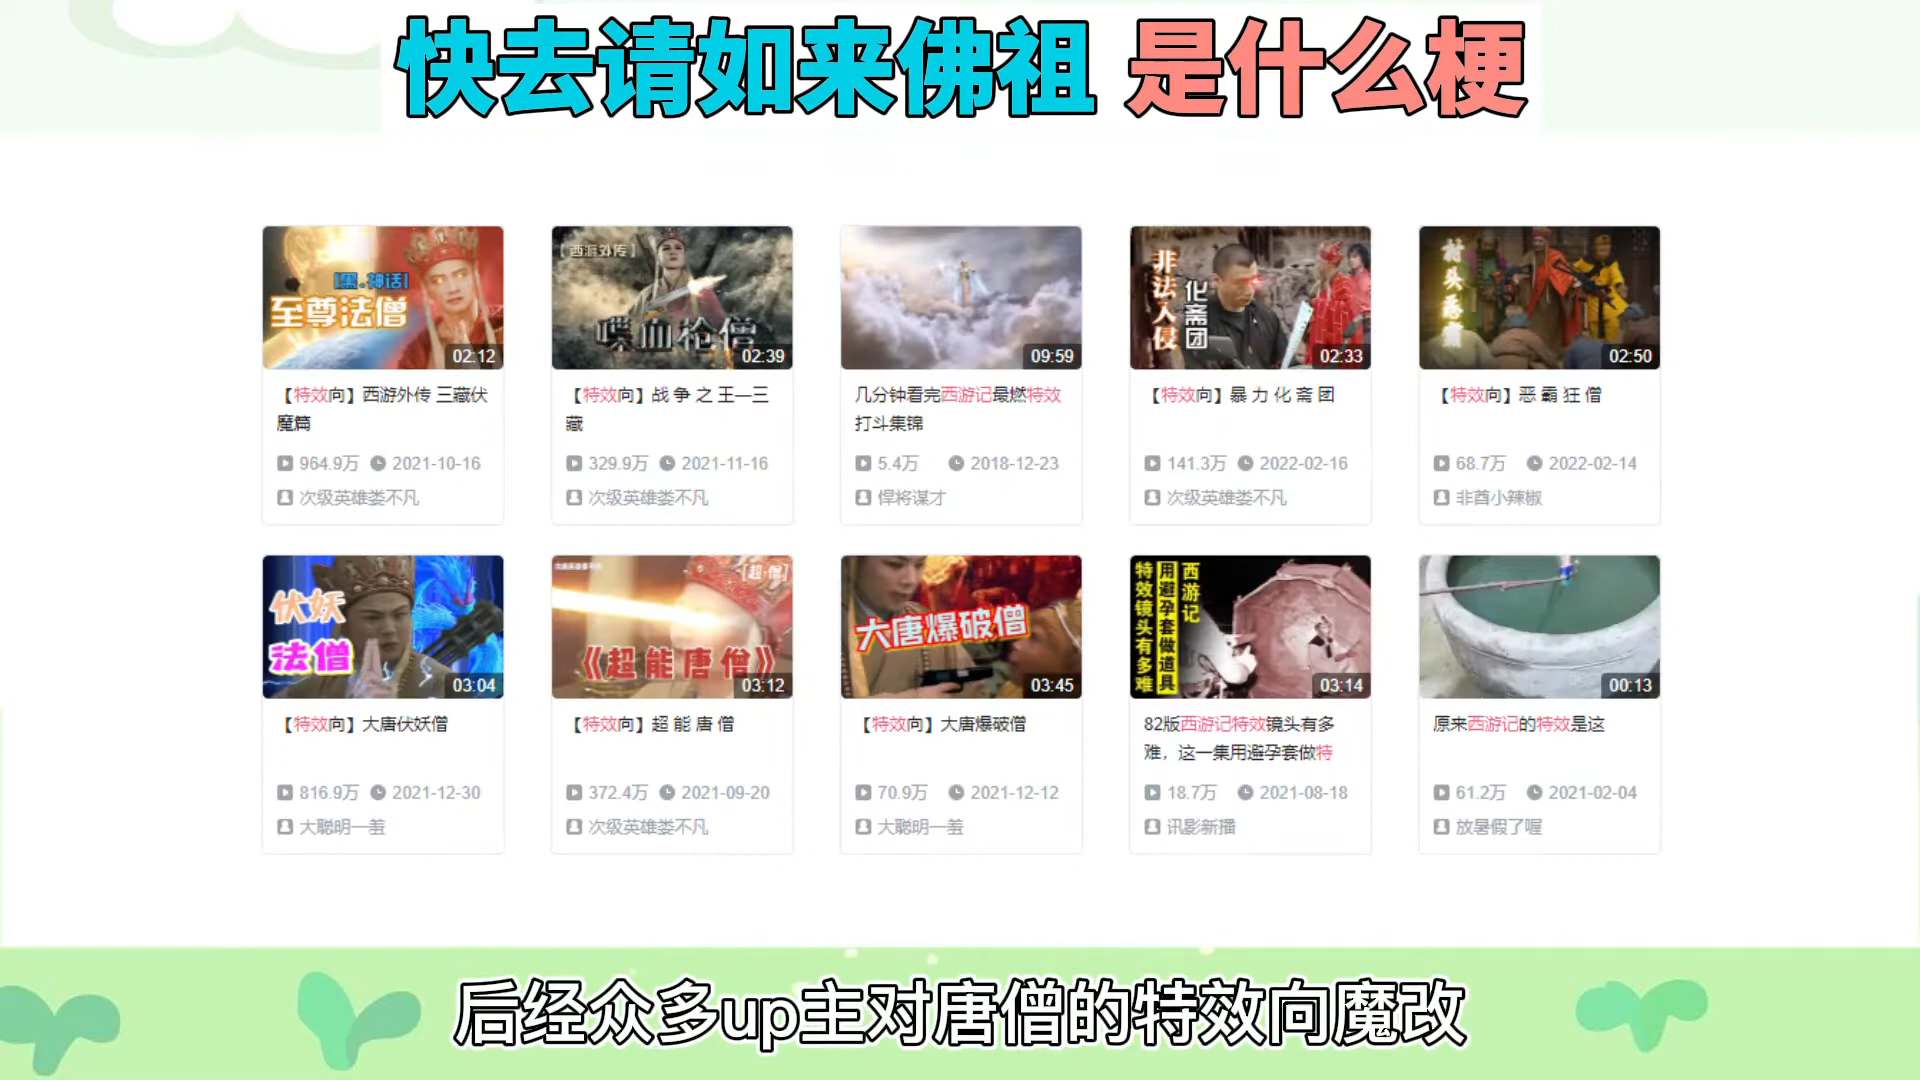 快去请如来佛祖 是什么梗
[黑.神话]
至尊法僧
02:12
【西游外传】
喋血枪僧
02:39
09:59
非法入侵
化斋团
02:33
村头恶霸
02:50
【特效向】西游外传 三藏伏
魔篇
964.9万 2021-10-16
次级英雄娄不凡
【特效向】战 争 之 王—三
藏
329.9万 2021-11-16
次级英雄娄不凡
几分钟看完西游记最燃特效
打斗集锦
5.4万 2018-12-23
悍将谋才
【特效向】暴 力 化 斋 团
141.3万 2022-02-16
次级英雄娄不凡
【特效向】恶 霸 狂 僧
68.7万 2022-02-14
非酋小辣椒
伏妖
法僧
03:04
[超·僧]
《超能唐僧》
03:12
大唐爆破僧
03:45
西游记
用避孕套做道具
特效镜头有多难
03:14
00:13
【特效向】大唐伏妖僧
816.9万 2021-12-30
大聪明一羞
【特效向】超 能 唐 僧
372.4万 2021-09-20
次级英雄娄不凡
【特效向】大唐爆破僧
70.9万 2021-12-12
大聪明一羞
82版西游记特效镜头有多
难，这一集用避孕套做特
18.7万 2021-08-18
讯影新播
原来西游记的特效是这
61.2万 2021-02-04
放暑假了喔
后经众多up主对唐僧的特效向魔改